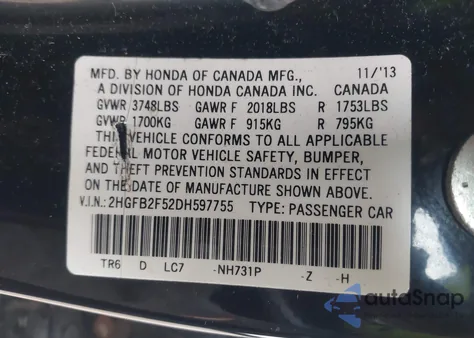 MFD. BY HONDA OF CANADA MFG., 11/'13
A DIVISION OF HONDA CANADA INC. CANADA
GVWR 3748LBS GAWR F 2018LBS R 1753LBS
GVWR 1700KG GAWR F 915KG R 795KG
THIS VEHICLE CONFORMS TO ALL APPLICABLE
FEDERAL MOTOR VEHICLE SAFETY, BUMPER,
AND THEFT PREVENTION STANDARDS IN EFFECT
ON THE DATE OF MANUFACTURE SHOWN ABOVE.
V.I.N.: 2HGFB2F52DH597755 TYPE: PASSENGER CAR
TR6 D LC7 -NH731P -Z -H
autoSnap